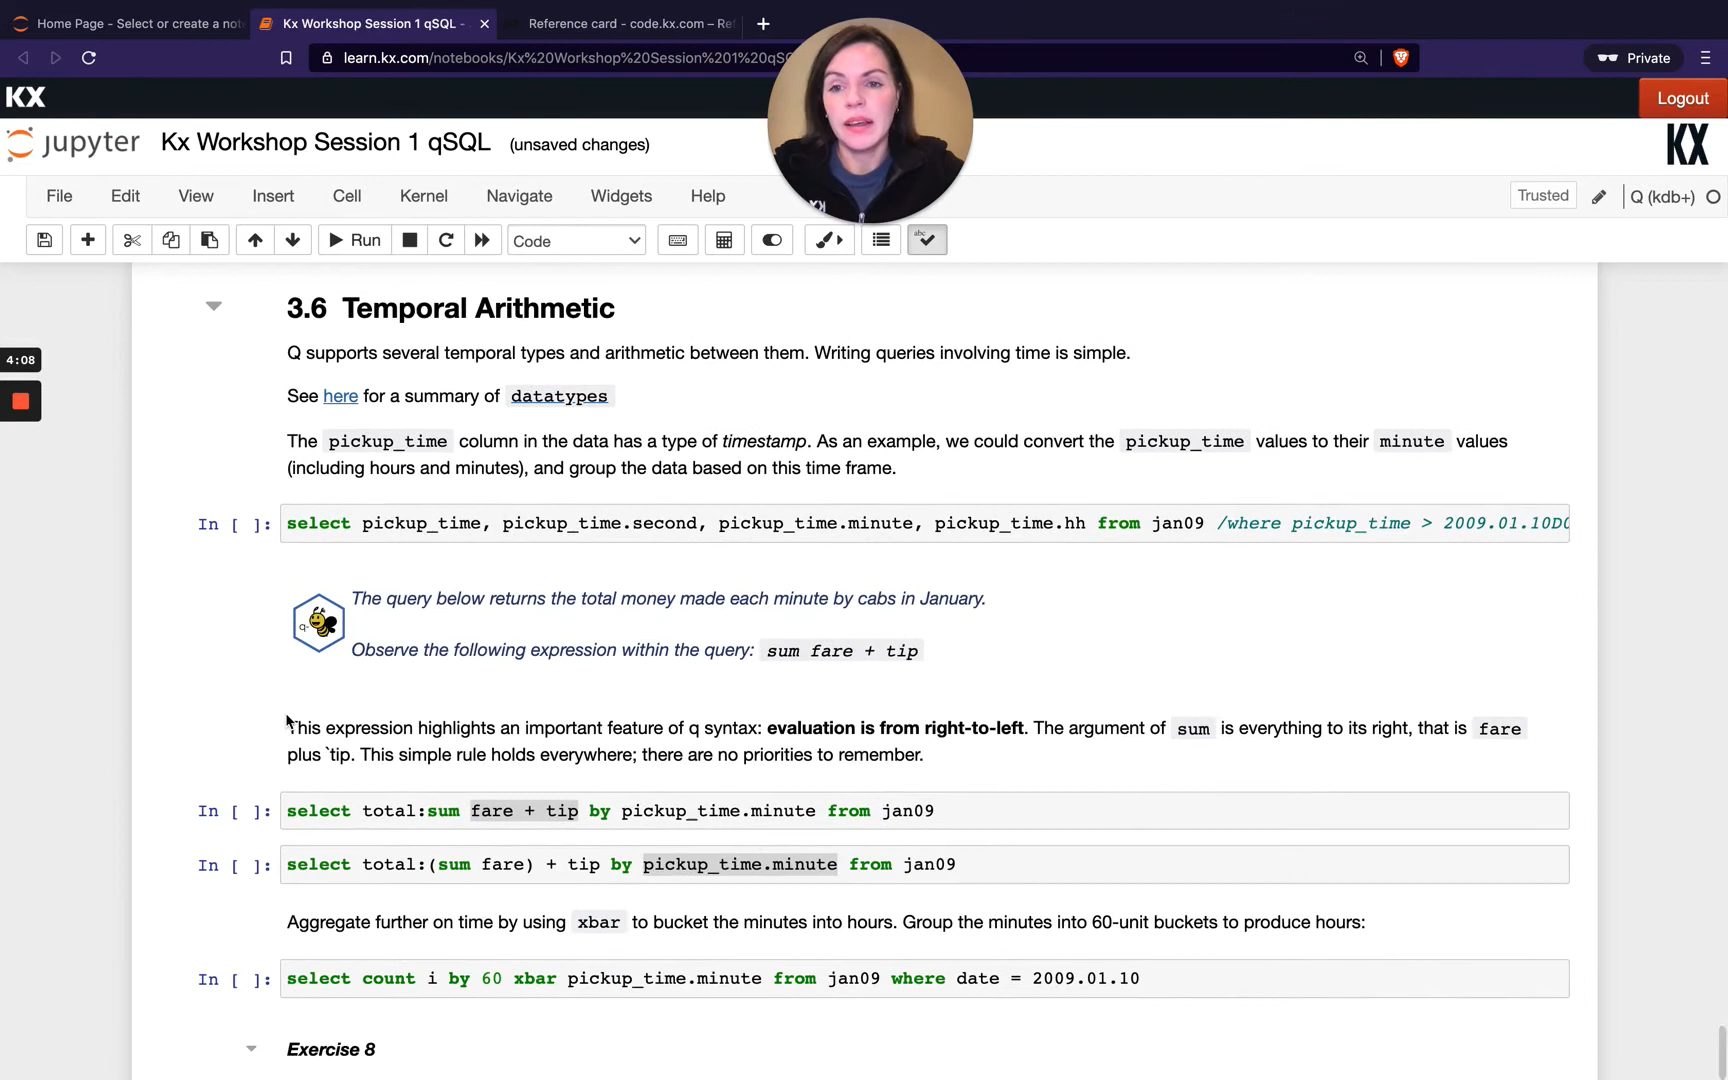 Home Page - Select or create a not
Kx Workshop Session 1 qSQL -
Reference card - code.kx.com – Ref
learn.kx.com/notebooks/Kx%20Workshop%20Session%201%20qS
Private
KX
Logout
jupyter
Kx Workshop Session 1 qSQL (unsaved changes)
KX
File Edit View Insert Cell Kernel Navigate Widgets Help
Trusted
Q (kdb+)
Run
Code
abc
4:08
3.6 Temporal Arithmetic
Q supports several temporal types and arithmetic between them. Writing queries involving time is simple.
See here for a summary of datatypes
The pickup_time column in the data has a type of timestamp. As an example, we could convert the pickup_time values to their minute values
(including hours and minutes), and group the data based on this time frame.
In [ ]: select pickup_time, pickup_time.second, pickup_time.minute, pickup_time.hh from jan09 /where pickup_time > 2009.01.10D0
q-
The query below returns the total money made each minute by cabs in January.
Observe the following expression within the query: sum fare + tip
This expression highlights an important feature of q syntax: evaluation is from right-to-left. The argument of sum is everything to its right, that is fare
plus `tip. This simple rule holds everywhere; there are no priorities to remember.
In [ ]: select total:sum fare + tip by pickup_time.minute from jan09
In [ ]: select total:(sum fare) + tip by pickup_time.minute from jan09
Aggregate further on time by using xbar to bucket the minutes into hours. Group the minutes into 60-unit buckets to produce hours:
In [ ]: select count i by 60 xbar pickup_time.minute from jan09 where date = 2009.01.10
Exercise 8